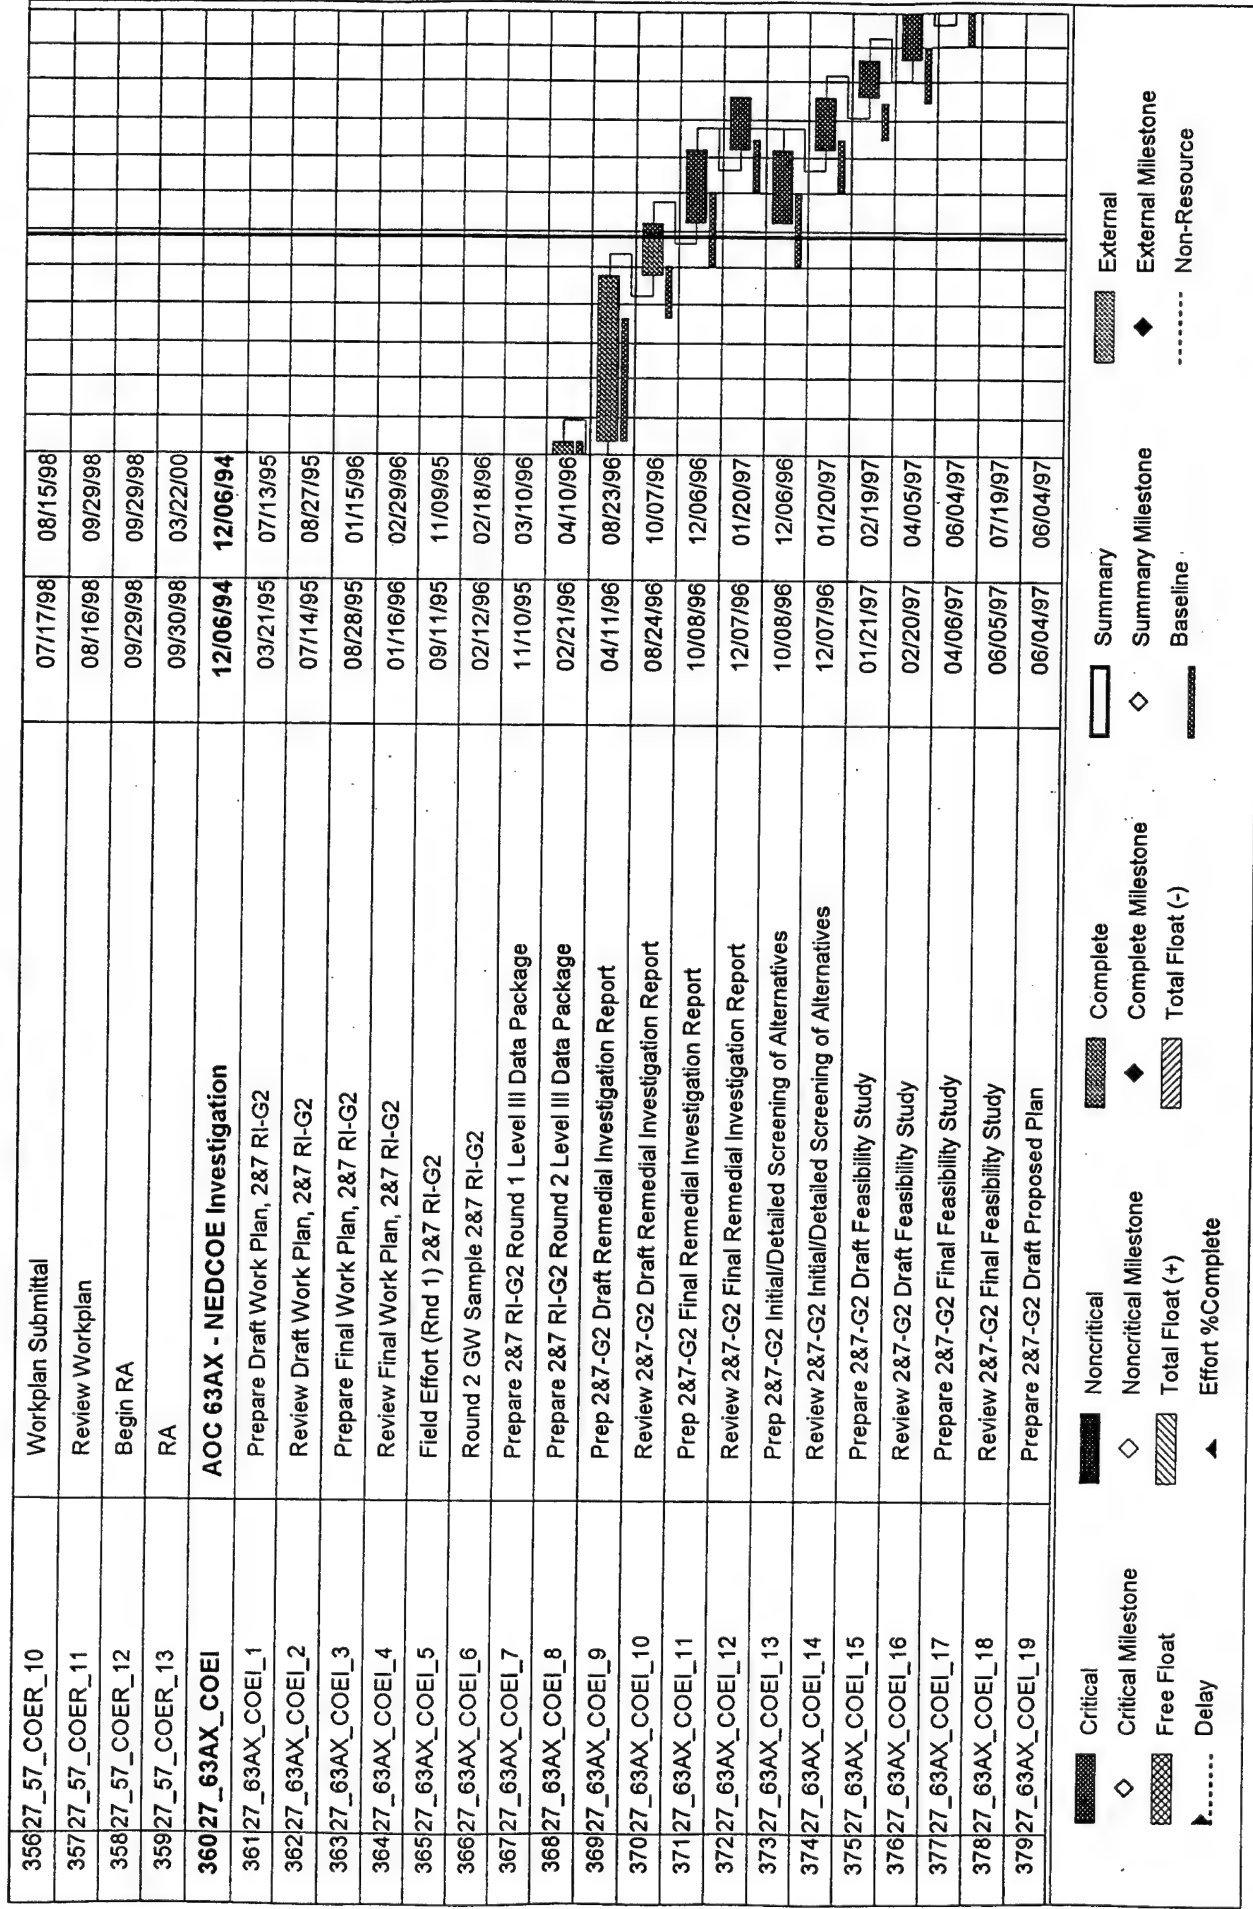 356 27_57_COER_10 Workplan Submittal 07/17/98 08/15/98
357 27_57_COER_11 Review Workplan 08/16/98 09/29/98
358 27_57_COER_12 Begin RA 09/29/98 09/29/98
359 27_57_COER_13 RA 09/30/98 03/22/00
360 27_63AX_COEI AOC 63AX - NEDCOE Investigation 12/06/94 12/06/94
361 27_63AX_COEI_1 Prepare Draft Work Plan, 2&7 RI-G2 03/21/95 07/13/95
362 27_63AX_COEI_2 Review Draft Work Plan, 2&7 RI-G2 07/14/95 08/27/95
363 27_63AX_COEI_3 Prepare Final Work Plan, 2&7 RI-G2 08/28/95 01/15/96
364 27_63AX_COEI_4 Review Final Work Plan, 2&7 RI-G2 01/16/96 02/29/96
365 27_63AX_COEI_5 Field Effort (Rnd 1) 2&7 RI-G2 09/11/95 11/09/95
366 27_63AX_COEI_6 Round 2 GW Sample 2&7 RI-G2 02/12/96 02/18/96
367 27_63AX_COEI_7 Prepare 2&7 RI-G2 Round 1 Level III Data Package 11/10/95 03/10/96
368 27_63AX_COEI_8 Prepare 2&7 RI-G2 Round 2 Level III Data Package 02/21/96 04/10/96
369 27_63AX_COEI_9 Prep 2&7-G2 Draft Remedial Investigation Report 04/11/96 08/23/96
370 27_63AX_COEI_10 Review 2&7-G2 Draft Remedial Investigation Report 08/24/96 10/07/96
371 27_63AX_COEI_11 Prep 2&7-G2 Final Remedial Investigation Report 10/08/96 12/06/96
372 27_63AX_COEI_12 Review 2&7-G2 Final Remedial Investigation Report 12/07/96 01/20/97
373 27_63AX_COEI_13 Prep 2&7-G2 Initial/Detailed Screening of Alternatives 10/08/96 12/06/96
374 27_63AX_COEI_14 Review 2&7-G2 Initial/Detailed Screening of Alternatives 12/07/96 01/20/97
375 27_63AX_COEI_15 Prepare 2&7-G2 Draft Feasibility Study 01/21/97 02/19/97
376 27_63AX_COEI_16 Review 2&7-G2 Draft Feasibility Study 02/20/97 04/05/97
377 27_63AX_COEI_17 Prepare 2&7-G2 Final Feasibility Study 04/06/97 06/04/97
378 27_63AX_COEI_18 Review 2&7-G2 Final Feasibility Study 06/05/97 07/19/97
379 27_63AX_COEI_19 Prepare 2&7-G2 Draft Proposed Plan 06/04/97 06/04/97
Critical Noncritical Complete Summary External
Critical Milestone Noncritical Milestone Complete Milestone Summary Milestone External Milestone
Free Float Total Float (+) Total Float (-) Baseline Non-Resource
Delay Effort %Complete